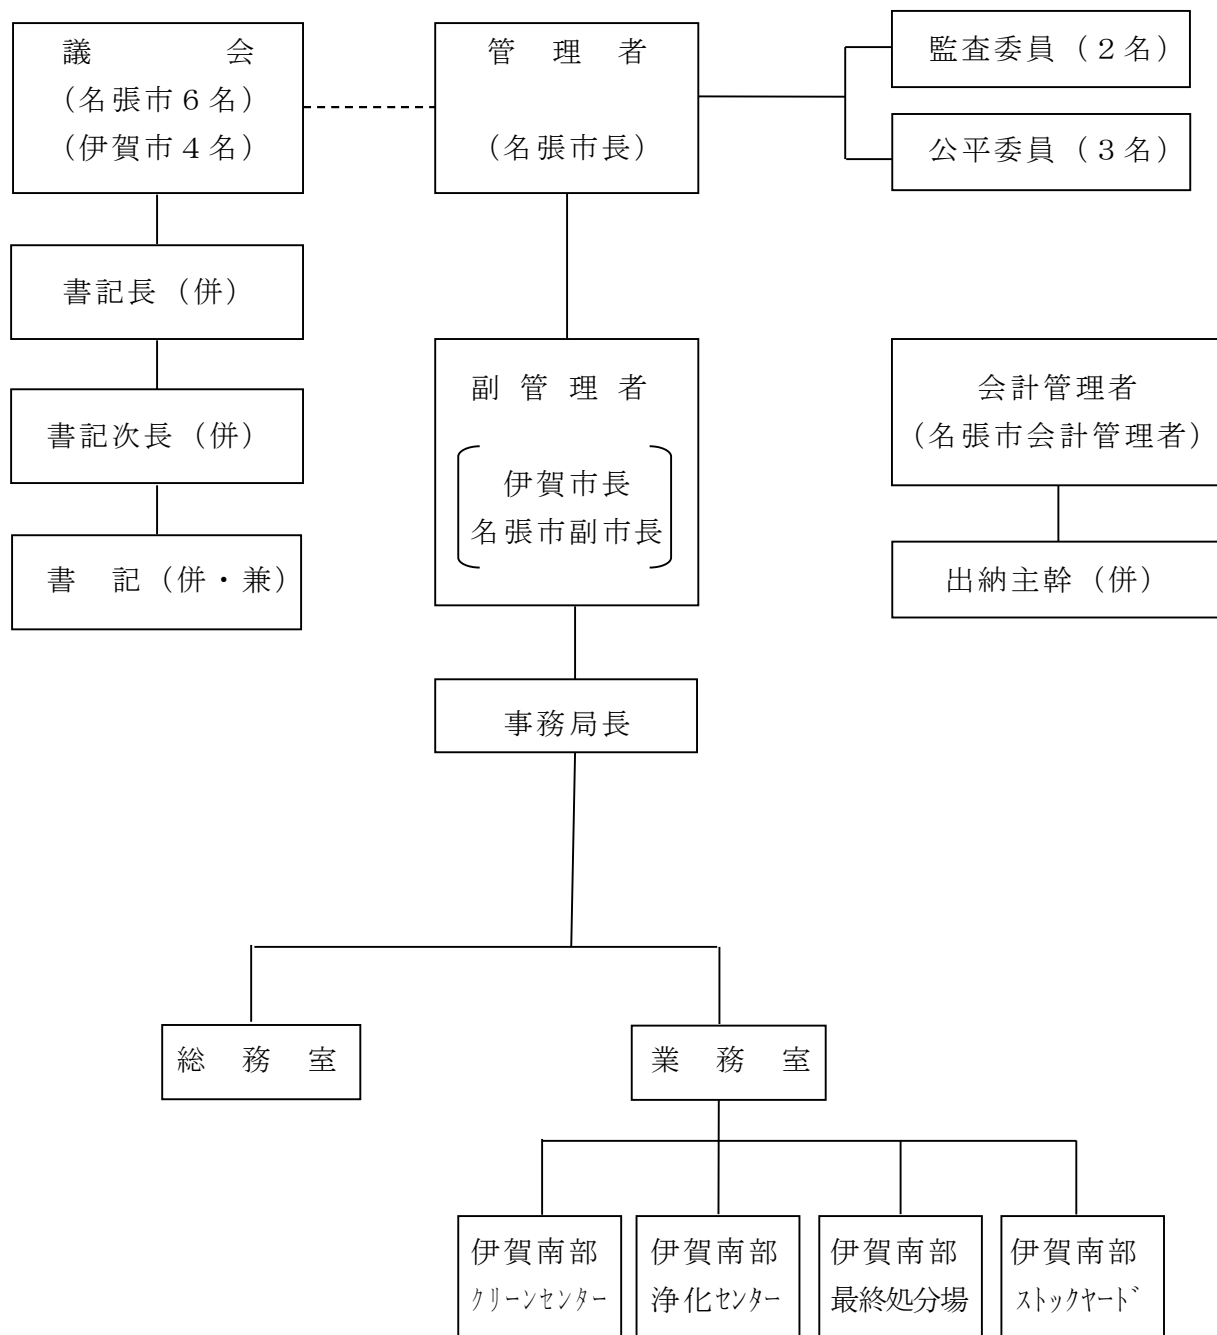 議　　　　会
(名張市６名)
(伊賀市４名)
管　理　者
(名張市長)
監査委員（２名）
公平委員（３名）
書記長（併）
書記次長（併）
書　記（併・兼）
副 管 理 者
伊賀市長
名張市副市長
会計管理者
(名張市会計管理者)
出納主幹（併）
事務局長
総　務　室
業　務　室
伊賀南部
ｸﾘｰﾝｾﾝﾀｰ
伊賀南部
浄化ｾﾝﾀｰ
伊賀南部
最終処分場
伊賀南部
ｽﾄｯｸﾔｰﾄﾞ